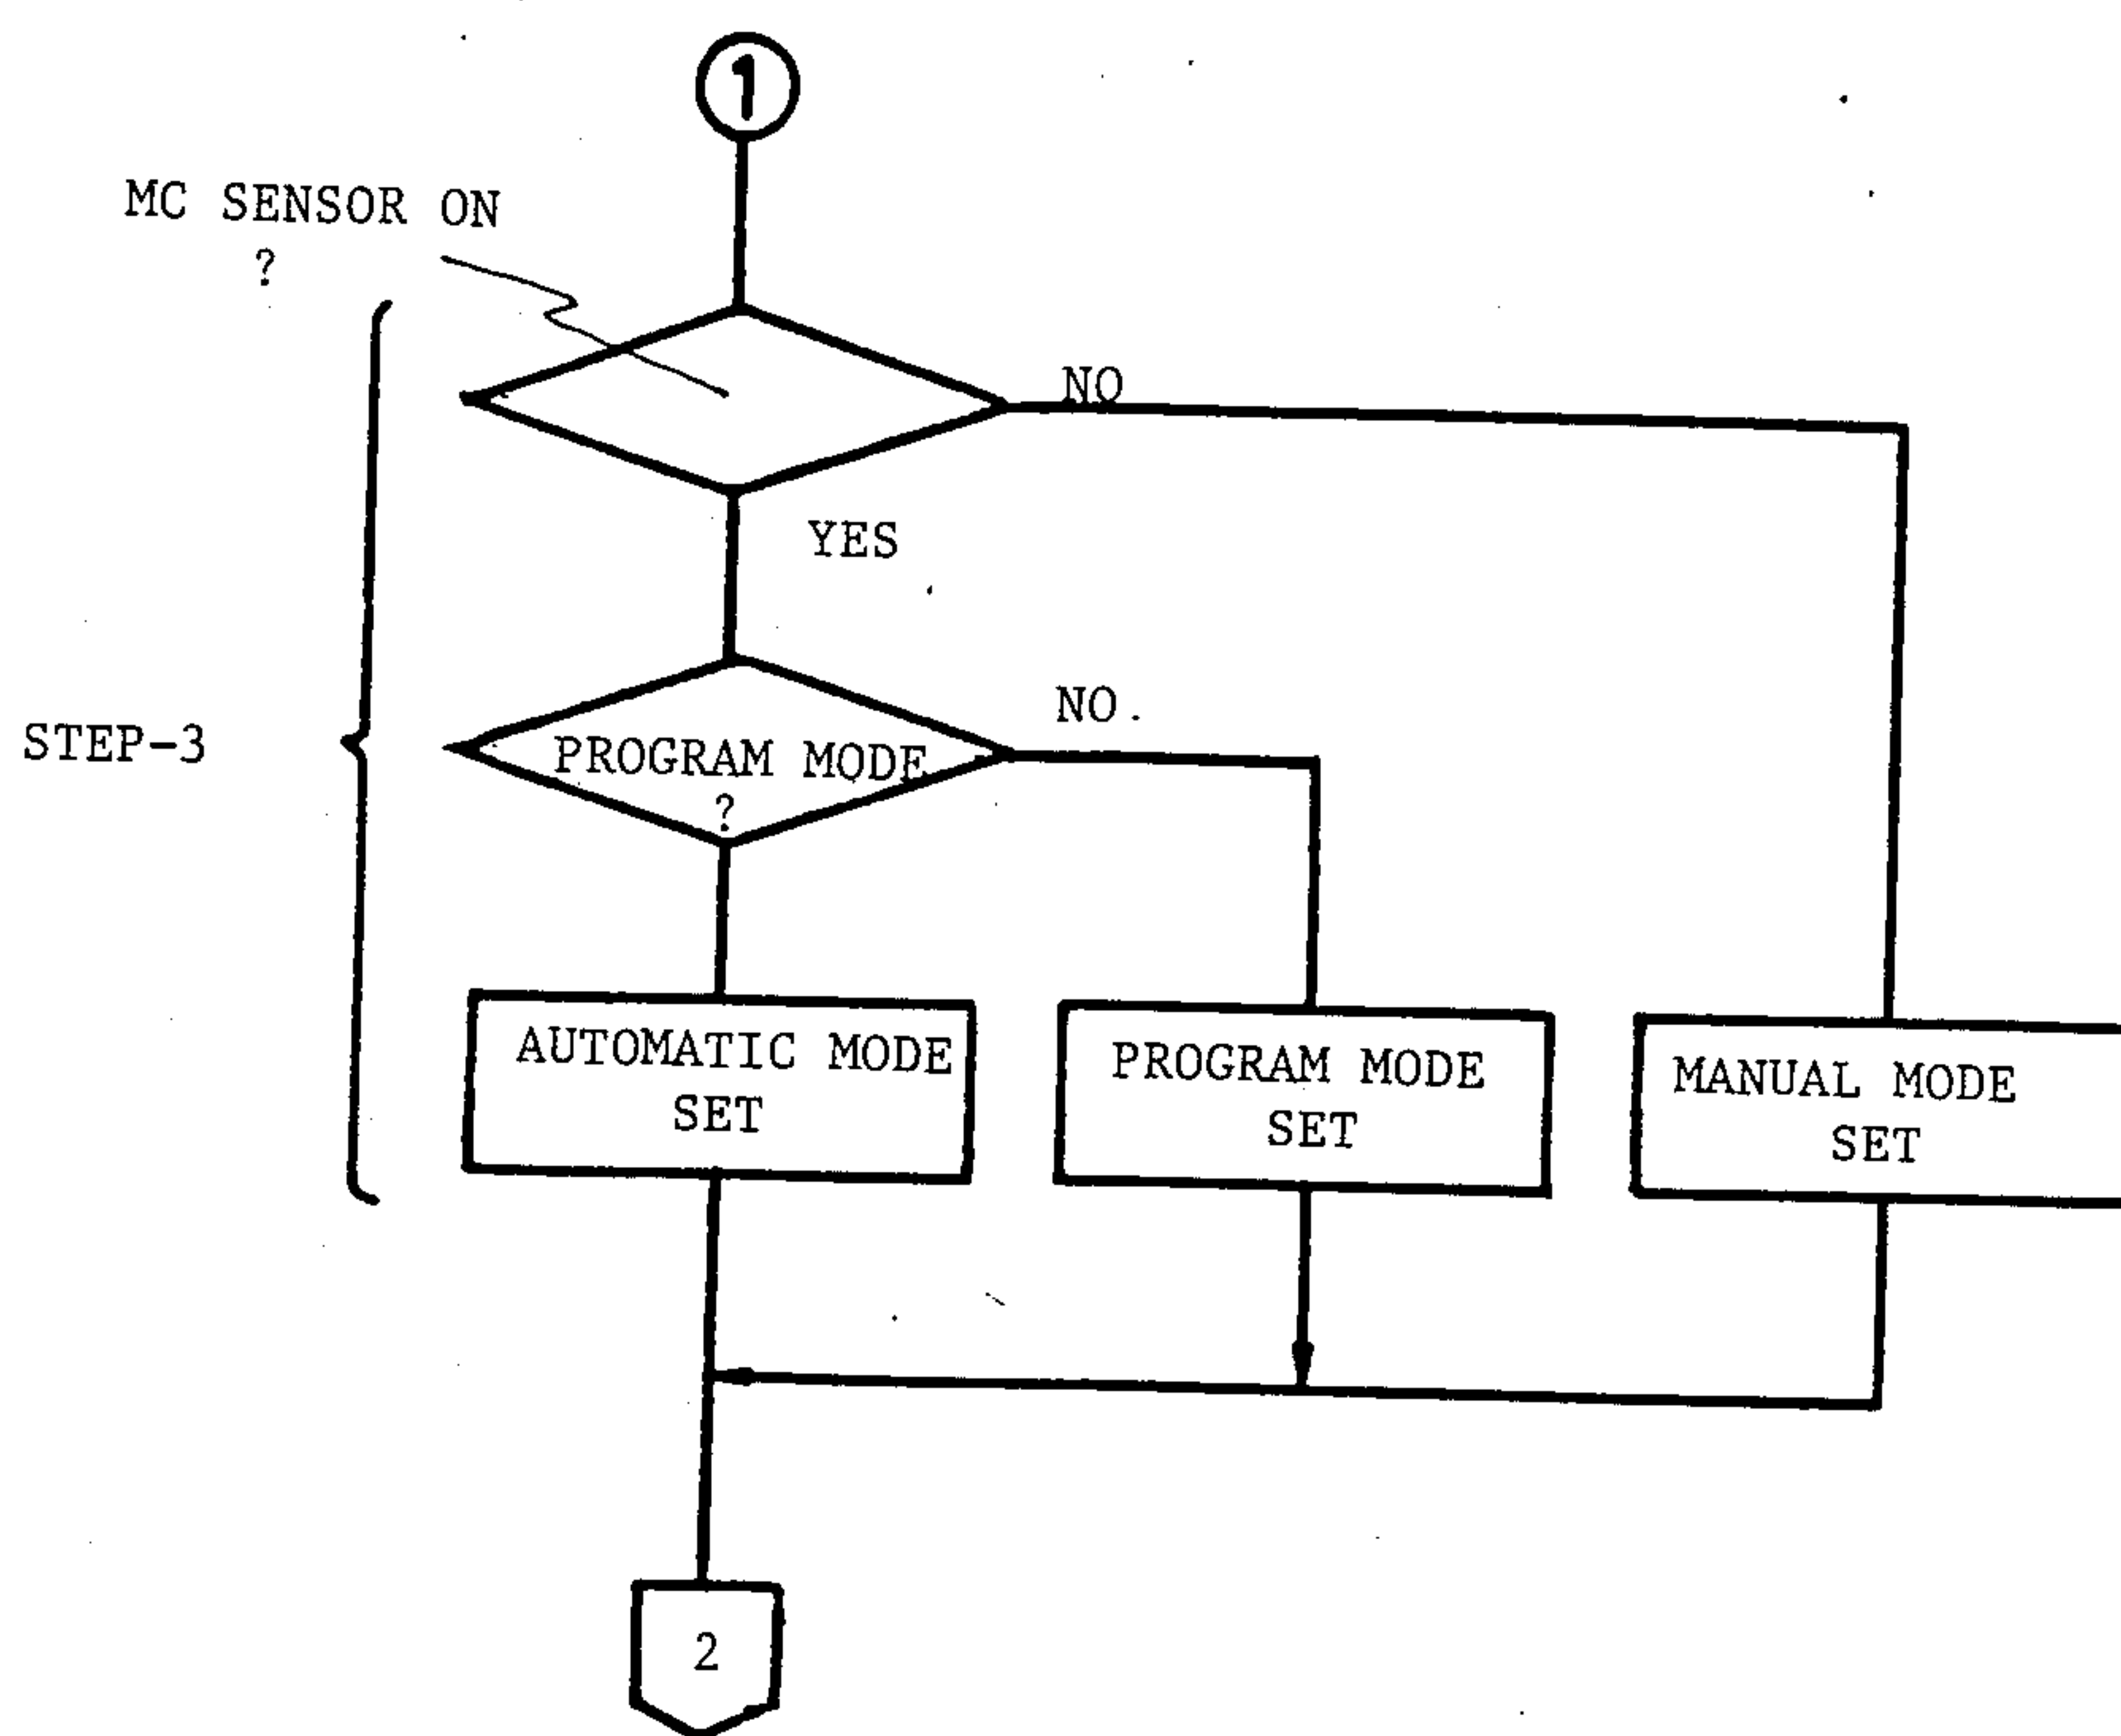 1
MC SENSOR ON
?
NO
YES
STEP-3
PROGRAM MODE
?
NO.
AUTOMATIC MODE
SET
PROGRAM MODE
SET
MANUAL MODE
SET
2